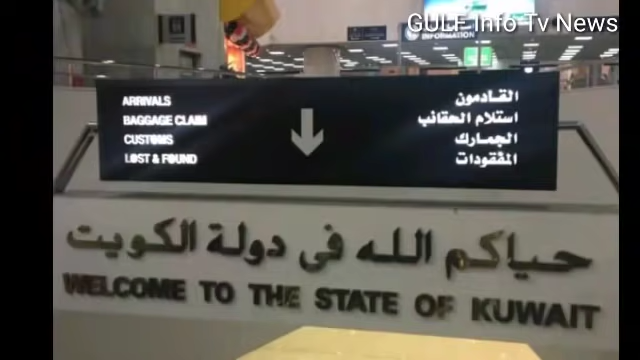 GULF Info Tv News
INFORMATION
ARRIVALS
القادمون
BAGGAGE CLAIM
استلام الحقائب
CUSTOMS
الجمارك
LOST & FOUND
المفقودات
حياكم الله في دولة الكويت
WELCOME TO THE STATE OF KUWAIT